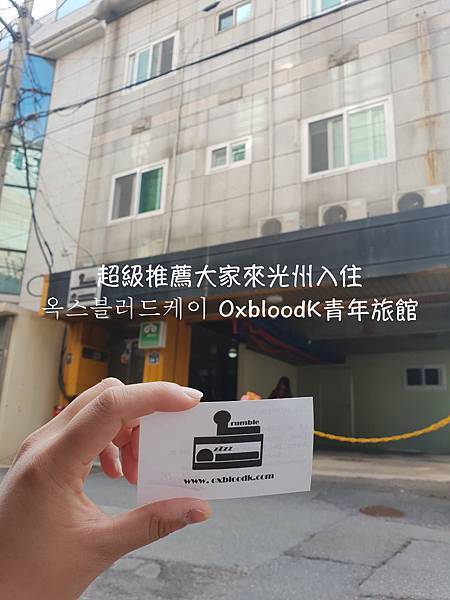 超級推薦大家來光州入住
옥스블러드케이 OxbloodK青年旅館
rumble
zIzz
www.oxbloodk.com